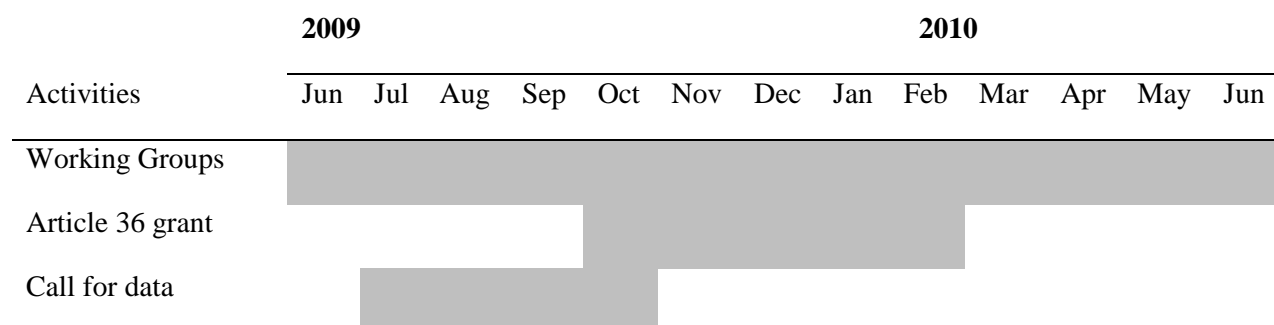 2009 2010
Activities Jun Jul Aug Sep Oct Nov Dec Jan Feb Mar Apr May Jun
Working Groups
Article 36 grant
Call for data